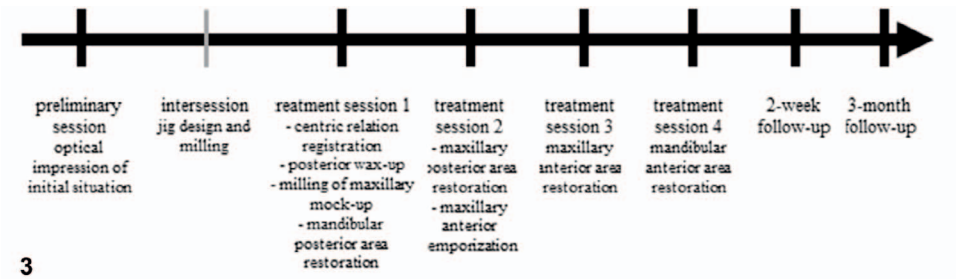 preliminary
session
optical
impression of
initial situation
intersession
jig design and
milling
reatment session 1
- centric relation
registration
- posterior wax-up
- milling of maxillary
mock-up
- mandibular
posterior area
restoration
treatment
session 2
- maxillary
posterior area
restoration
- maxillary
anterior
emporization
treatment
session 3
maxillary
anterior area
restoration
treatment
session 4
mandibular
anterior area
restoration
2-week
follow-up
3-month
follow-up
3